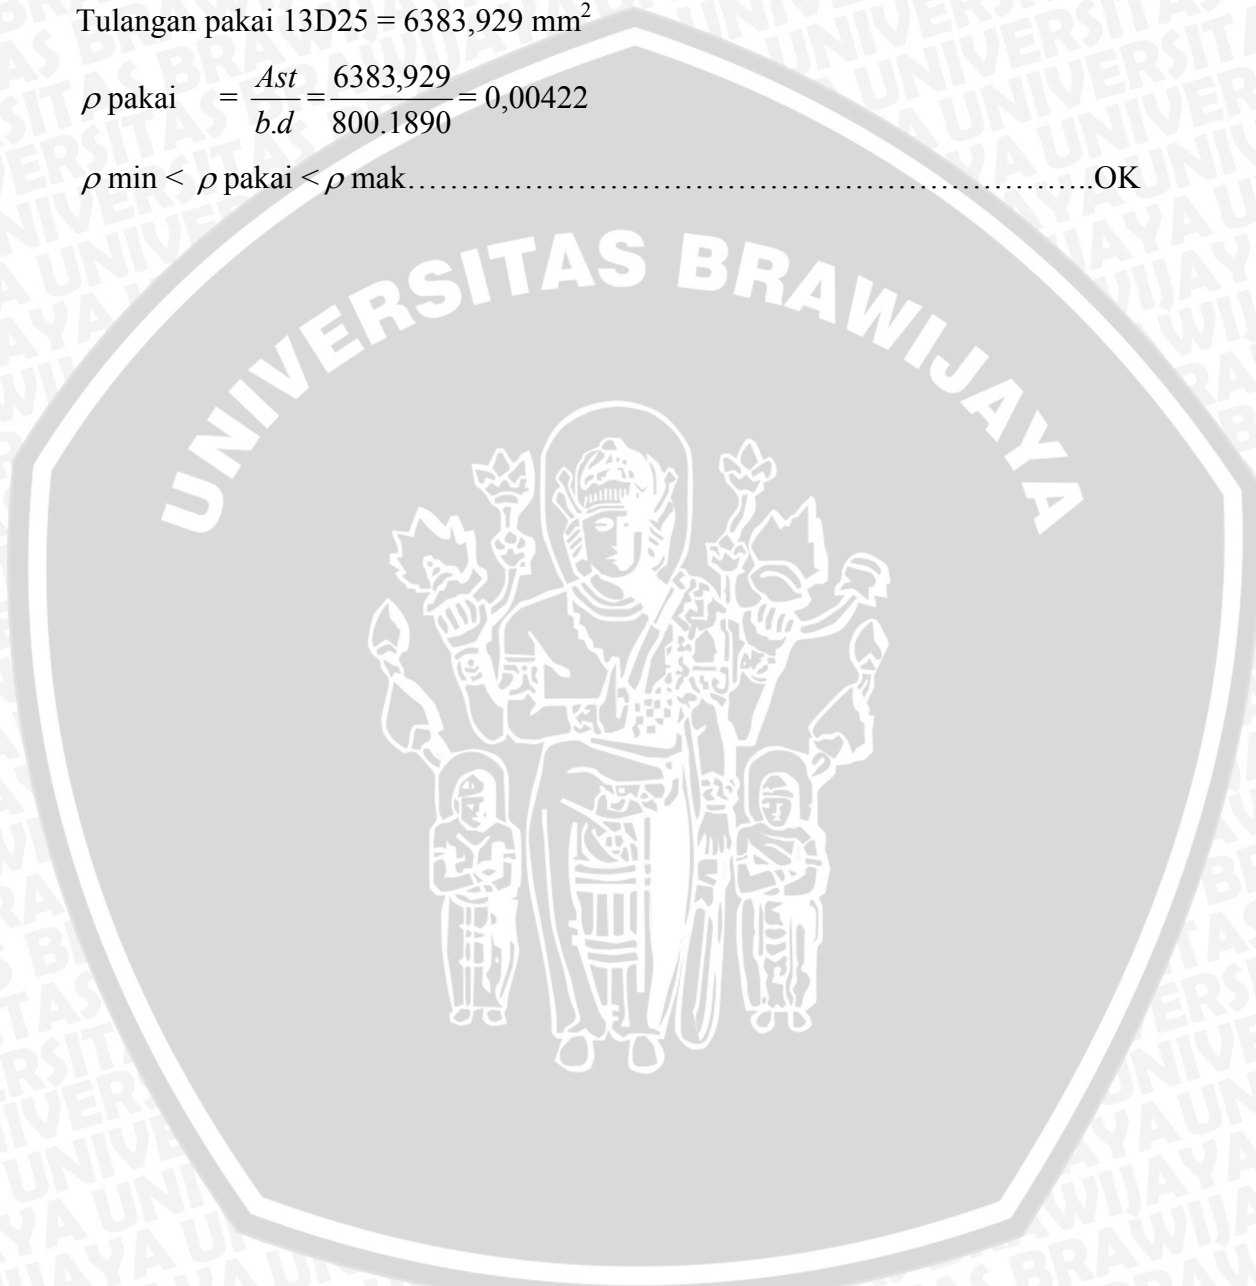 Tulangan pakai 13D25 = 6383,929 mm²
ρ pakai = Ast/b.d = 6383,929/800.1890 = 0,00422
ρ min < ρ pakai < ρ mak……………………………………………………………..OK
UNIVERSITAS BRAWIJAYA